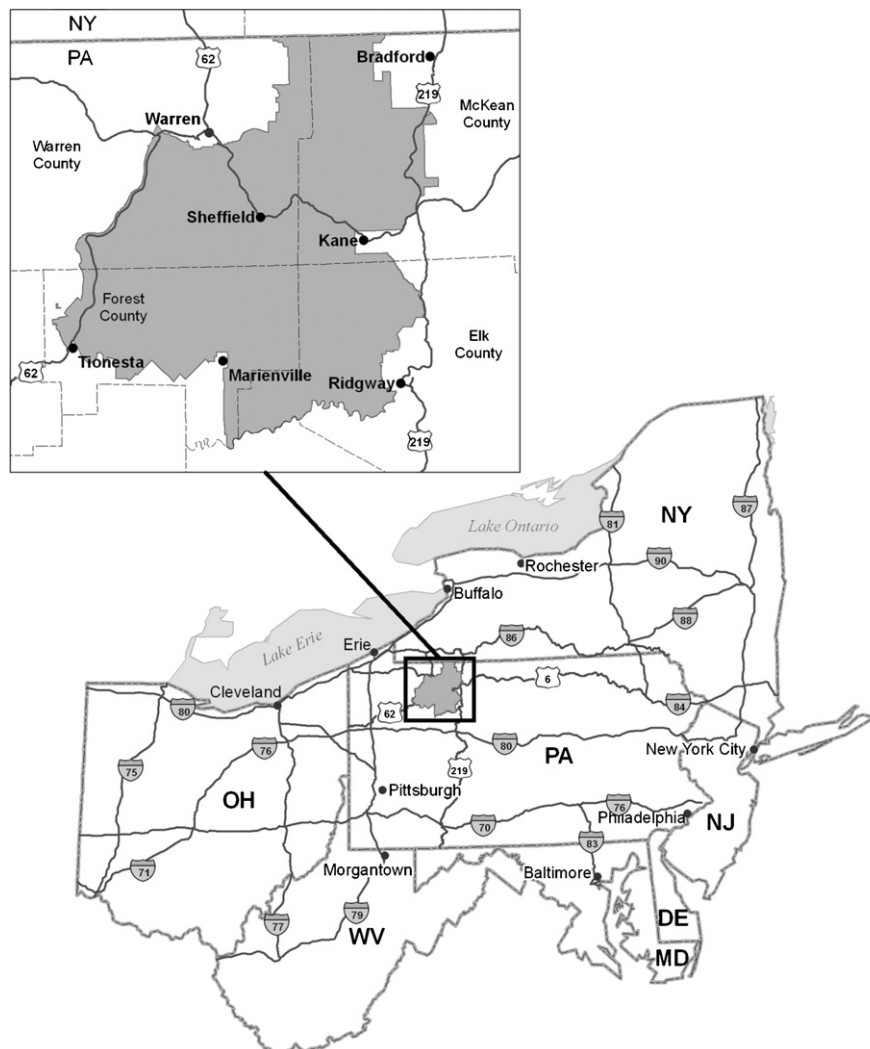 NY
PA
62
Bradford
219
McKean
County
Warren
Warren
County
Sheffield
Kane
Forest
County
Elk
County
Tionesta
62
Marienville
Ridgway
219
Lake Ontario
81
NY
87
Rochester
90
Buffalo
88
Lake Erie
Erie
86
6
Cleveland
80
62
84
76
80
New York City
PA
75
219
OH
Pittsburgh
76
Philadelphia
NJ
70
83
71
Morgantown
Baltimore
79
77
WV
DE
MD